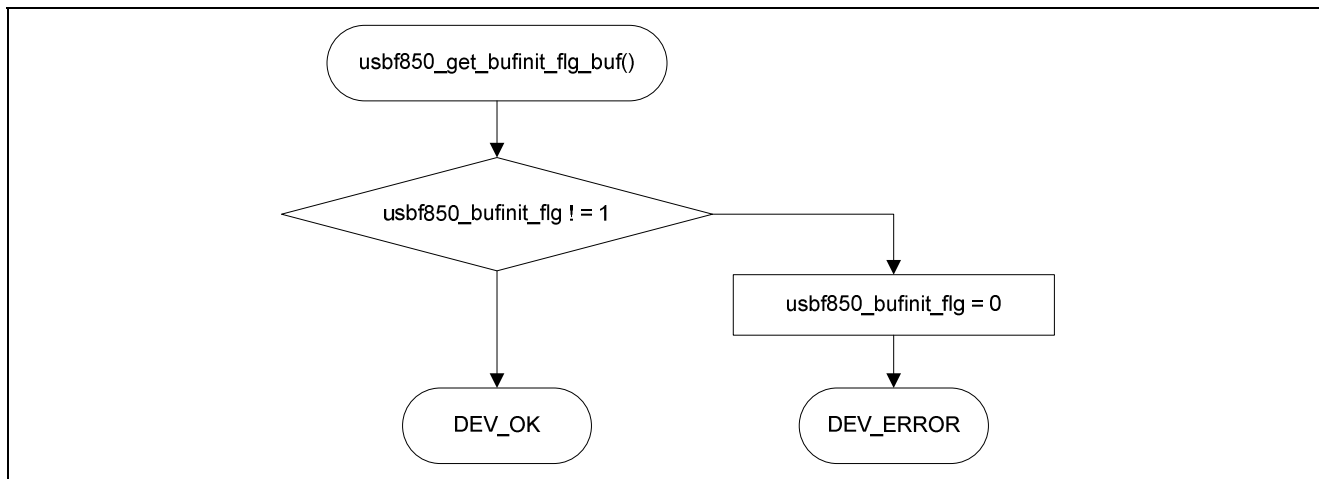 usbf850_get_bufinit_flg_buf()
usbf850_bufinit_flg ! = 1
usbf850_bufinit_flg = 0
DEV_OK
DEV_ERROR